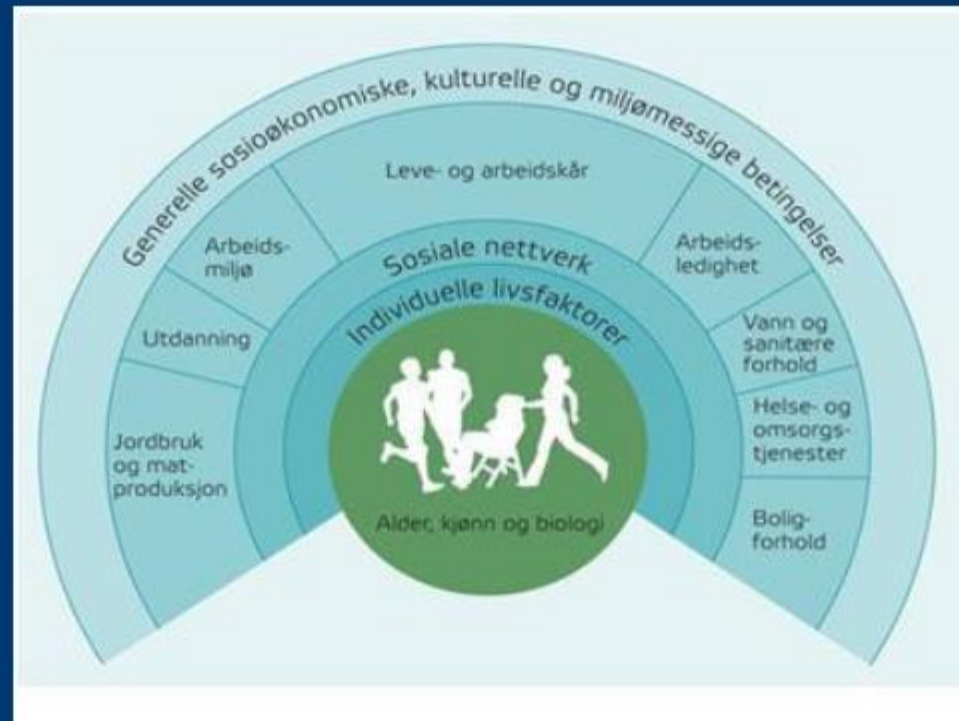 Generelle sosioøkonomiske, kulturelle og miljømessige betingelser
Leve- og arbeidskår
Arbeids-
miljø
Arbeids-
ledighet
Sosiale nettverk
Individuelle livsfaktorer
Utdanning
Vann og
sanitære
forhold
Jordbruk
og mat-
produksjon
Helse- og
omsorgs-
tjenester
Bolig-
forhold
Alder, kjønn og biologi